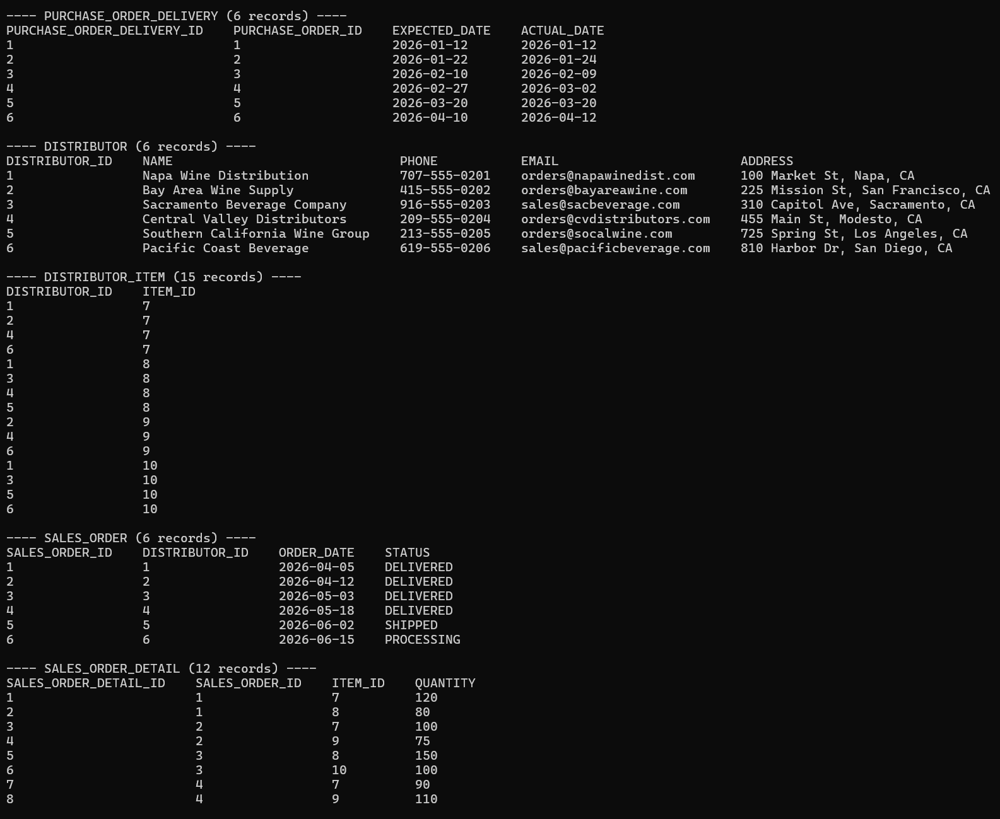 ---- PURCHASE_ORDER_DELIVERY (6 records) ----
PURCHASE_ORDER_DELIVERY_ID    PURCHASE_ORDER_ID    EXPECTED_DATE    ACTUAL_DATE
1                             1                    2026-01-12       2026-01-12
2                             2                    2026-01-22       2026-01-24
3                             3                    2026-02-10       2026-02-09
4                             4                    2026-02-27       2026-03-02
5                             5                    2026-03-20       2026-03-20
6                             6                    2026-04-10       2026-04-12

---- DISTRIBUTOR (6 records) ----
DISTRIBUTOR_ID    NAME                              PHONE           EMAIL                        ADDRESS
1                 Napa Wine Distribution            707-555-0201    orders@napawinedist.com      100 Market St, Napa, CA
2                 Bay Area Wine Supply              415-555-0202    orders@bayareawine.com       225 Mission St, San Francisco, CA
3                 Sacramento Beverage Company       916-555-0203    sales@sacbeverage.com        310 Capitol Ave, Sacramento, CA
4                 Central Valley Distributors       209-555-0204    orders@cvdistributors.com    455 Main St, Modesto, CA
5                 Southern California Wine Group    213-555-0205    orders@socalwine.com         725 Spring St, Los Angeles, CA
6                 Pacific Coast Beverage            619-555-0206    sales@pacificbeverage.com    810 Harbor Dr, San Diego, CA

---- DISTRIBUTOR_ITEM (15 records) ----
DISTRIBUTOR_ID    ITEM_ID
1                 7
2                 7
4                 7
6                 7
1                 8
3                 8
4                 8
5                 8
2                 9
4                 9
6                 9
1                 10
3                 10
5                 10
6                 10

---- SALES_ORDER (6 records) ----
SALES_ORDER_ID    DISTRIBUTOR_ID    ORDER_DATE    STATUS
1                 1                 2026-04-05    DELIVERED
2                 2                 2026-04-12    DELIVERED
3                 3                 2026-05-03    DELIVERED
4                 4                 2026-05-18    DELIVERED
5                 5                 2026-06-02    SHIPPED
6                 6                 2026-06-15    PROCESSING

---- SALES_ORDER_DETAIL (12 records) ----
SALES_ORDER_DETAIL_ID    SALES_ORDER_ID    ITEM_ID    QUANTITY
1                        1                 7          120
2                        1                 8          80
3                        2                 7          100
4                        2                 9          75
5                        3                 8          150
6                        3                 10         100
7                        4                 7          90
8                        4                 9          110